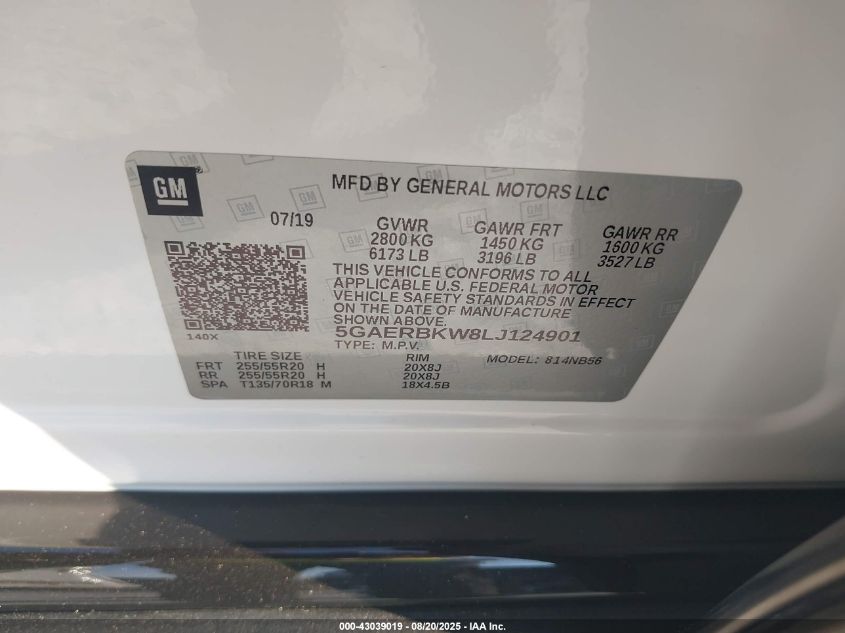 GM
MFD BY GENERAL MOTORS LLC
07/19 GVWR GAWR FRT GAWR RR
2800 KG 1450 KG 1600 KG
6173 LB 3196 LB 3527 LB
THIS VEHICLE CONFORMS TO ALL
APPLICABLE U.S. FEDERAL MOTOR
VEHICLE SAFETY STANDARDS IN EFFECT
ON THE DATE OF MANUFACTURE
SHOWN ABOVE.
140X
5GAERBKW8LJ124901
TYPE: M.P.V. MODEL: 814NB56
TIRE SIZE RIM
FRT 255/55R20 H 20X8J
RR 255/55R20 H 20X8J
SPA T135/70R18 M 18X4.5B
000-43039019 - 08/20/2025 - IAA Inc.